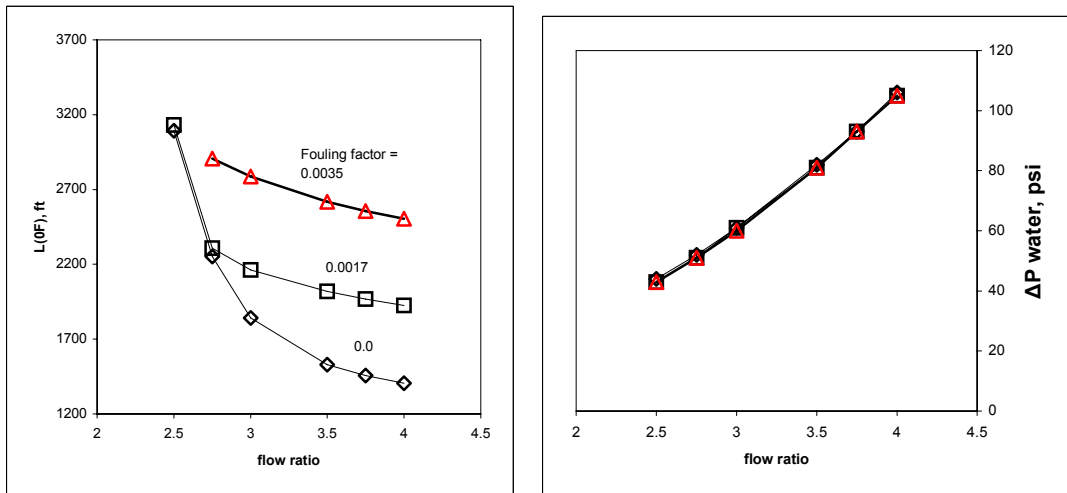 3700
3200
2700
2200
1700
1200
L(0F), ft
Fouling factor =
0.0035
0.0017
0.0
2 2.5 3 3.5 4 4.5
flow ratio
120
100
80
60
40
20
0
ΔP water, psi
2 2.5 3 3.5 4 4.5
flow ratio